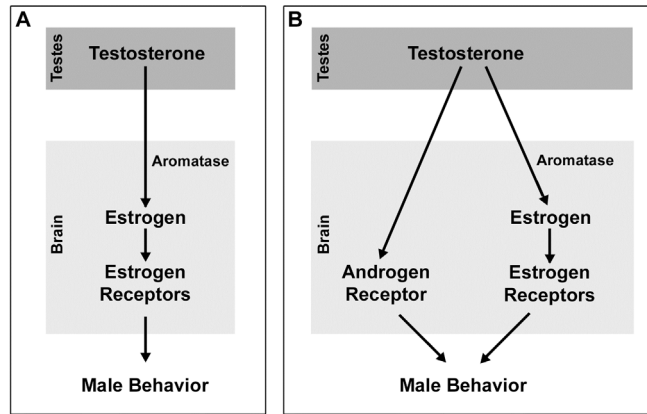 A
Testes
Testosterone
Aromatase
Brain
Estrogen
Estrogen
Receptors
Male Behavior
B
Testes
Testosterone
Aromatase
Brain
Estrogen
Androgen
Receptor
Estrogen
Receptors
Male Behavior